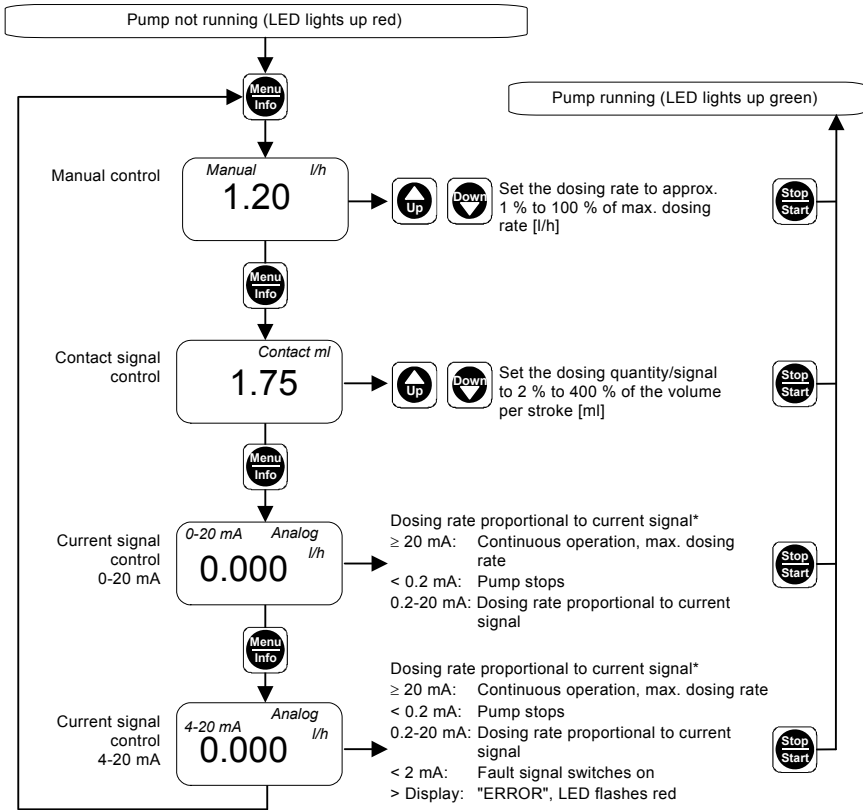 Pump not running (LED lights up red)
Menu
Info
Pump running (LED lights up green)
Manual control
Manual l/h
1.20
Up
Down
Set the dosing rate to approx.
1 % to 100 % of max. dosing
rate [l/h]
Stop
Start
Menu
Info
Contact signal
control
Contact ml
1.75
Up
Down
Set the dosing quantity/signal
to 2 % to 400 % of the volume
per stroke [ml]
Stop
Start
Menu
Info
Current signal
control
0-20 mA
0-20 mA Analog
l/h
0.000
Dosing rate proportional to current signal*
≥ 20 mA: Continuous operation, max. dosing
rate
< 0.2 mA: Pump stops
0.2-20 mA: Dosing rate proportional to current
signal
Stop
Start
Menu
Info
Current signal
control
4-20 mA
Analog
4-20 mA l/h
0.000
Dosing rate proportional to current signal*
≥ 20 mA: Continuous operation, max. dosing rate
< 0.2 mA: Pump stops
0.2-20 mA: Dosing rate proportional to current
signal
< 2 mA: Fault signal switches on
> Display: "ERROR", LED flashes red
Stop
Start